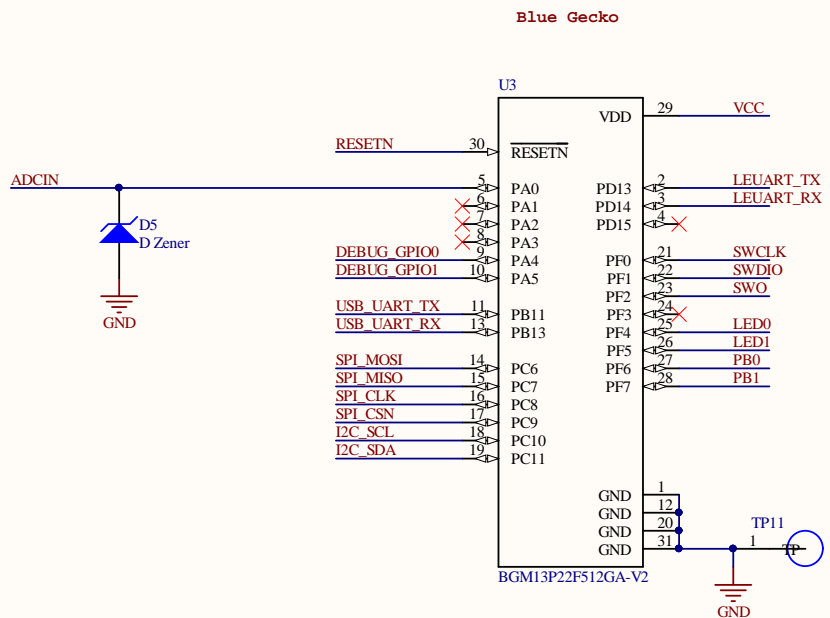 Blue Gecko
U3
VDD 29 VCC
RESETN 30 RESETN
ADCIN 5 PA0 PD13 2 LEUART_TX
6 PA1 PD14 3 LEUART_RX
7 PA2 PD15 4
8 PA3
D5
D Zener
GND
DEBUG_GPIO0 9 PA4 PF0 21 SWCLK
DEBUG_GPIO1 10 PA5 PF1 22 SWDIO
PF2 23 SWO
USB_UART_TX 11 PB11 PF3 24
USB_UART_RX 13 PB13 PF4 25 LED0
PF5 26 LED1
SPI_MOSI 14 PC6 PF6 27 PB0
SPI_MISO 15 PC7 PF7 28 PB1
SPI_CLK 16 PC8
SPI_CSN 17 PC9
I2C_SCL 18 PC10
I2C_SDA 19 PC11
GND 1
GND 12
GND 20
GND 31
TP11
1 TP
BGM13P22F512GA-V2
GND